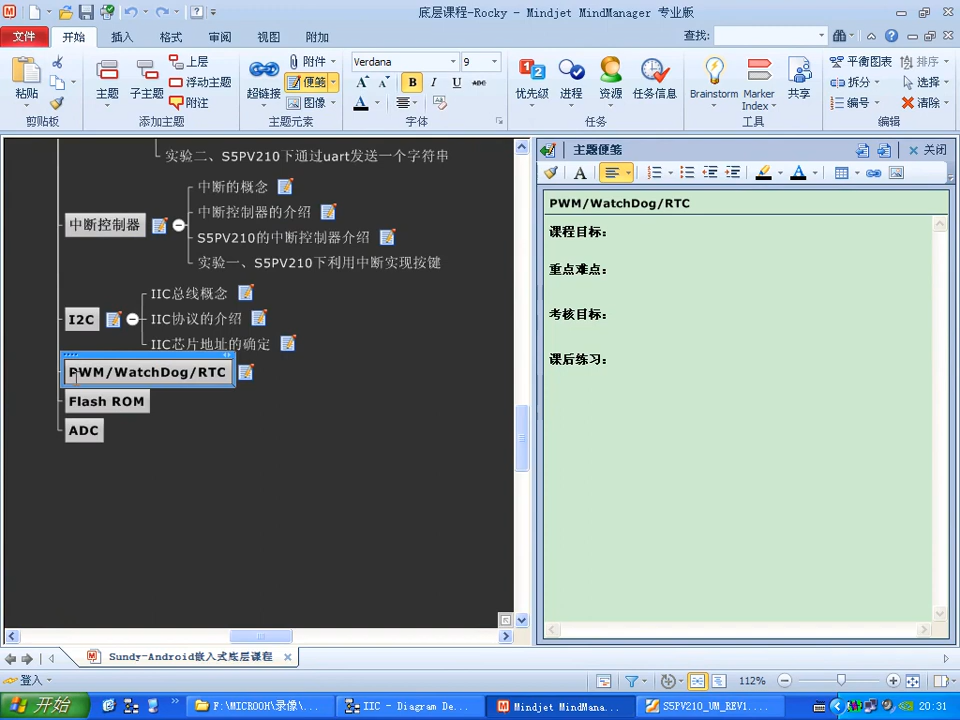 底层课程-Rocky- Mindjet MindManager 专业版
文件 开始 插入 格式 审阅 视图 附加 查找:
粘贴 主题 子主题 上层 浮动主题 附注 超链接 附件 便笺 图像 Verdana 9 B I U ABC 优先级 进程 资源 任务信息 Brainstorm Marker Index 共享 平衡图表 拆分 编号 排序 选择 清除
剪贴板 添加主题 主题元素 字体 任务 工具 编辑
实验二、S5PV210下通过uart发送一个字符串
中断控制器
中断的概念
中断控制器的介绍
S5PV210的中断控制器介绍
实验一、S5PV210下利用中断实现按键
I2C
IIC总线概念
IIC协议的介绍
IIC芯片地址的确定
PWM/WatchDog/RTC
Flash ROM
ADC
主题便笺 关闭
PWM/WatchDog/RTC
课程目标:
重点难点:
考核目标:
课后练习:
Sundy-Android嵌入式底层课程
登入 112%
开始 F:\MICROOH\录像\... IIC - Diagram De... Mindjet MindMana... S5PV210_UM_REV1... 20:31